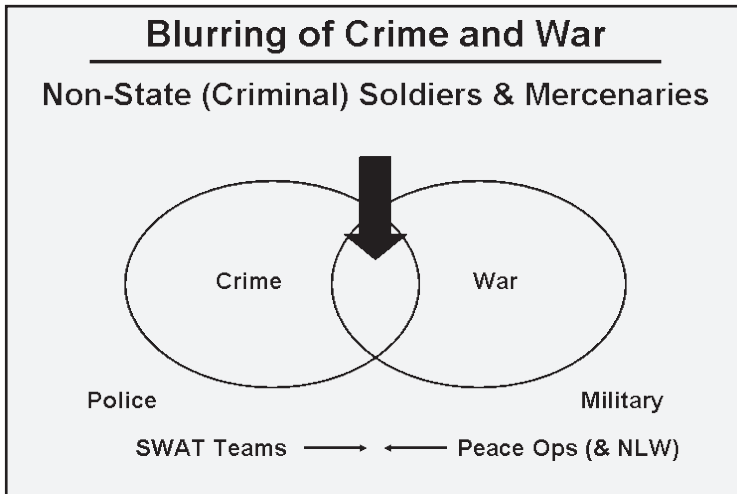 Blurring of Crime and War
Non-State (Criminal) Soldiers & Mercenaries
Crime
War
Police
Military
SWAT Teams
Peace Ops (& NLW)